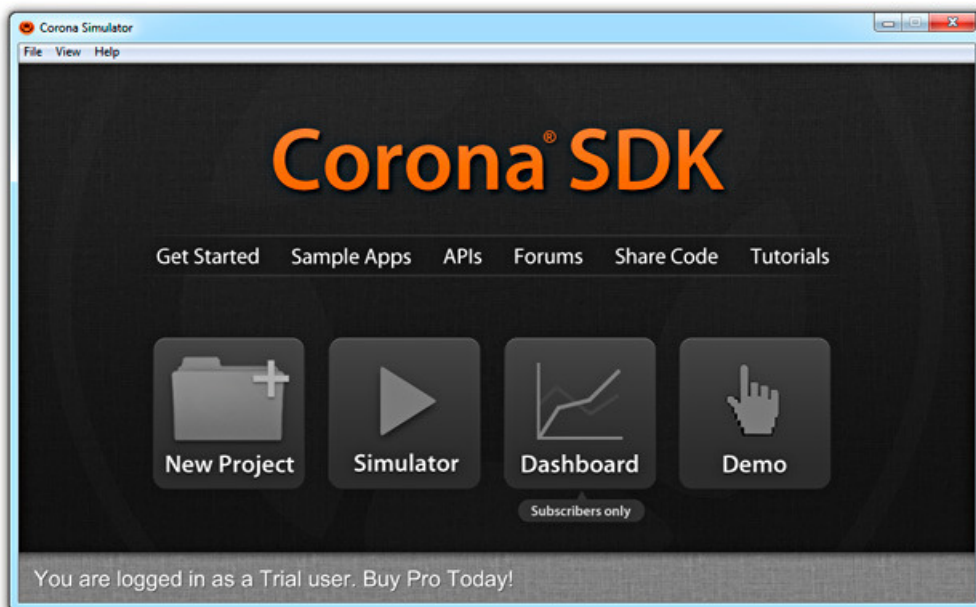 Corona Simulator
File View Help
Corona® SDK
Get Started Sample Apps APIs Forums Share Code Tutorials
New Project Simulator Dashboard Demo
Subscribers only
You are logged in as a Trial user. Buy Pro Today!